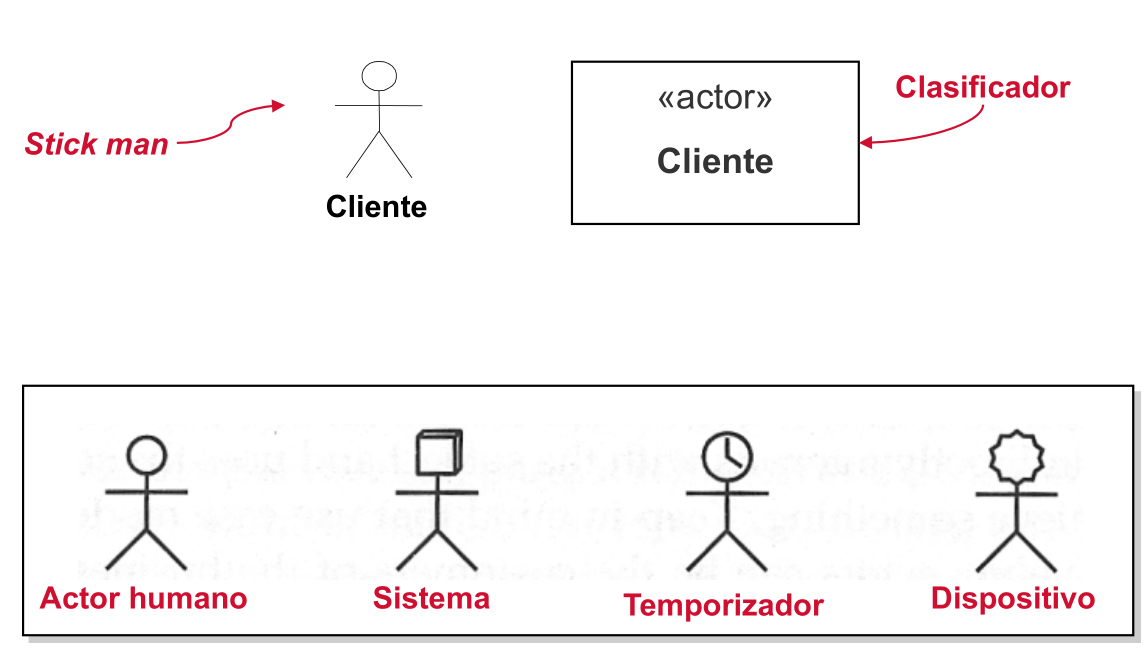 «actor»
Clasificador
Stick man
Cliente
Cliente
Actor humano
Sistema
Temporizador
Dispositivo